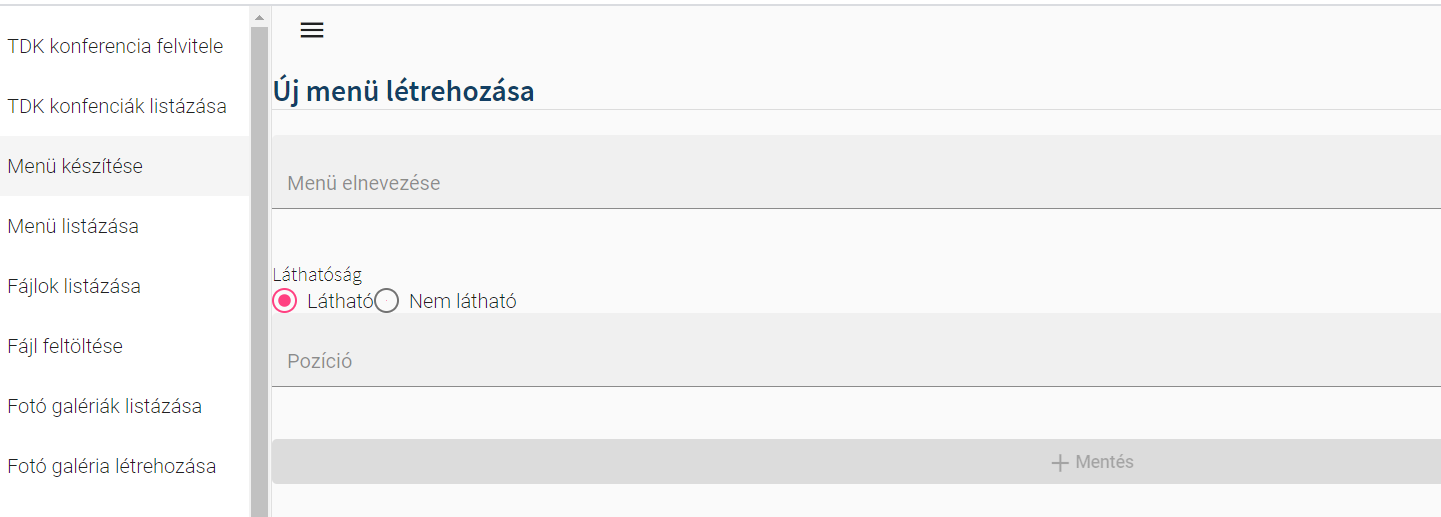 TDK konferencia felvitele
TDK konfenciák listázása
Menü készítése
Menü listázása
Fájlok listázása
Fájl feltöltése
Fotó galériák listázása
Fotó galéria létrehozása
Új menü létrehozása
Menü elnevezése
Láthatóság
Látható Nem látható
Pozíció
Mentés